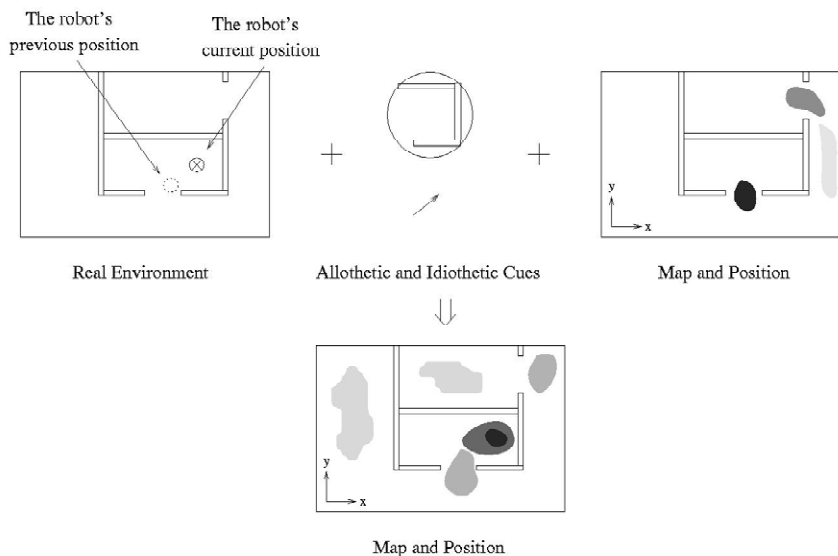 The robot's
previous position
The robot's
current position
y
x
Real Environment
Allothetic and Idiothetic Cues
Map and Position
y
x
Map and Position